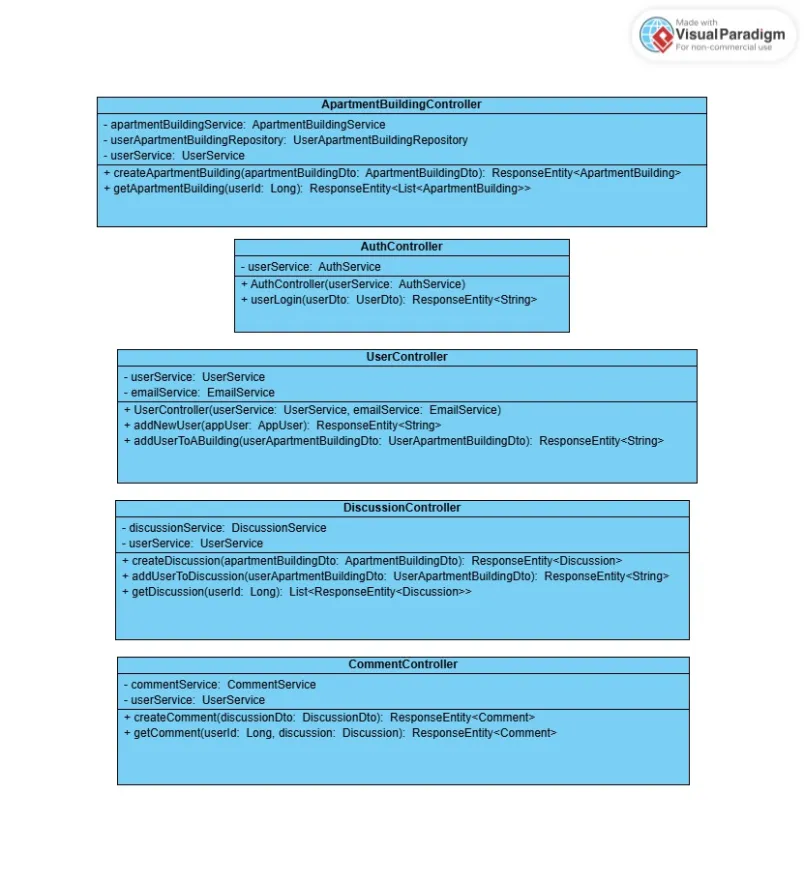 Made with
VisualParadigm
For non-commercial use
ApartmentBuildingController
- apartmentBuildingService: ApartmentBuildingService
- userApartmentBuildingRepository: UserApartmentBuildingRepository
- userService: UserService
+ createApartmentBuilding(apartmentBuildingDto: ApartmentBuildingDto): ResponseEntity<ApartmentBuilding>
+ getApartmentBuilding(userId: Long): ResponseEntity<List<ApartmentBuilding>>
AuthController
- userService: AuthService
+ AuthController(userService: AuthService)
+ userLogin(userDto: UserDto): ResponseEntity<String>
UserController
- userService: UserService
- emailService: EmailService
+ UserController(userService: UserService, emailService: EmailService)
+ addNewUser(appUser: AppUser): ResponseEntity<String>
+ addUserToABuilding(userApartmentBuildingDto: UserApartmentBuildingDto): ResponseEntity<String>
DiscussionController
- discussionService: DiscussionService
- userService: UserService
+ createDiscussion(apartmentBuildingDto: ApartmentBuildingDto): ResponseEntity<Discussion>
+ addUserToDiscussion(userApartmentBuildingDto: UserApartmentBuildingDto): ResponseEntity<String>
+ getDiscussion(userId: Long): List<ResponseEntity<Discussion>>
CommentController
- commentService: CommentService
- userService: UserService
+ createComment(discussionDto: DiscussionDto): ResponseEntity<Comment>
+ getComment(userId: Long, discussion: Discussion): ResponseEntity<Comment>